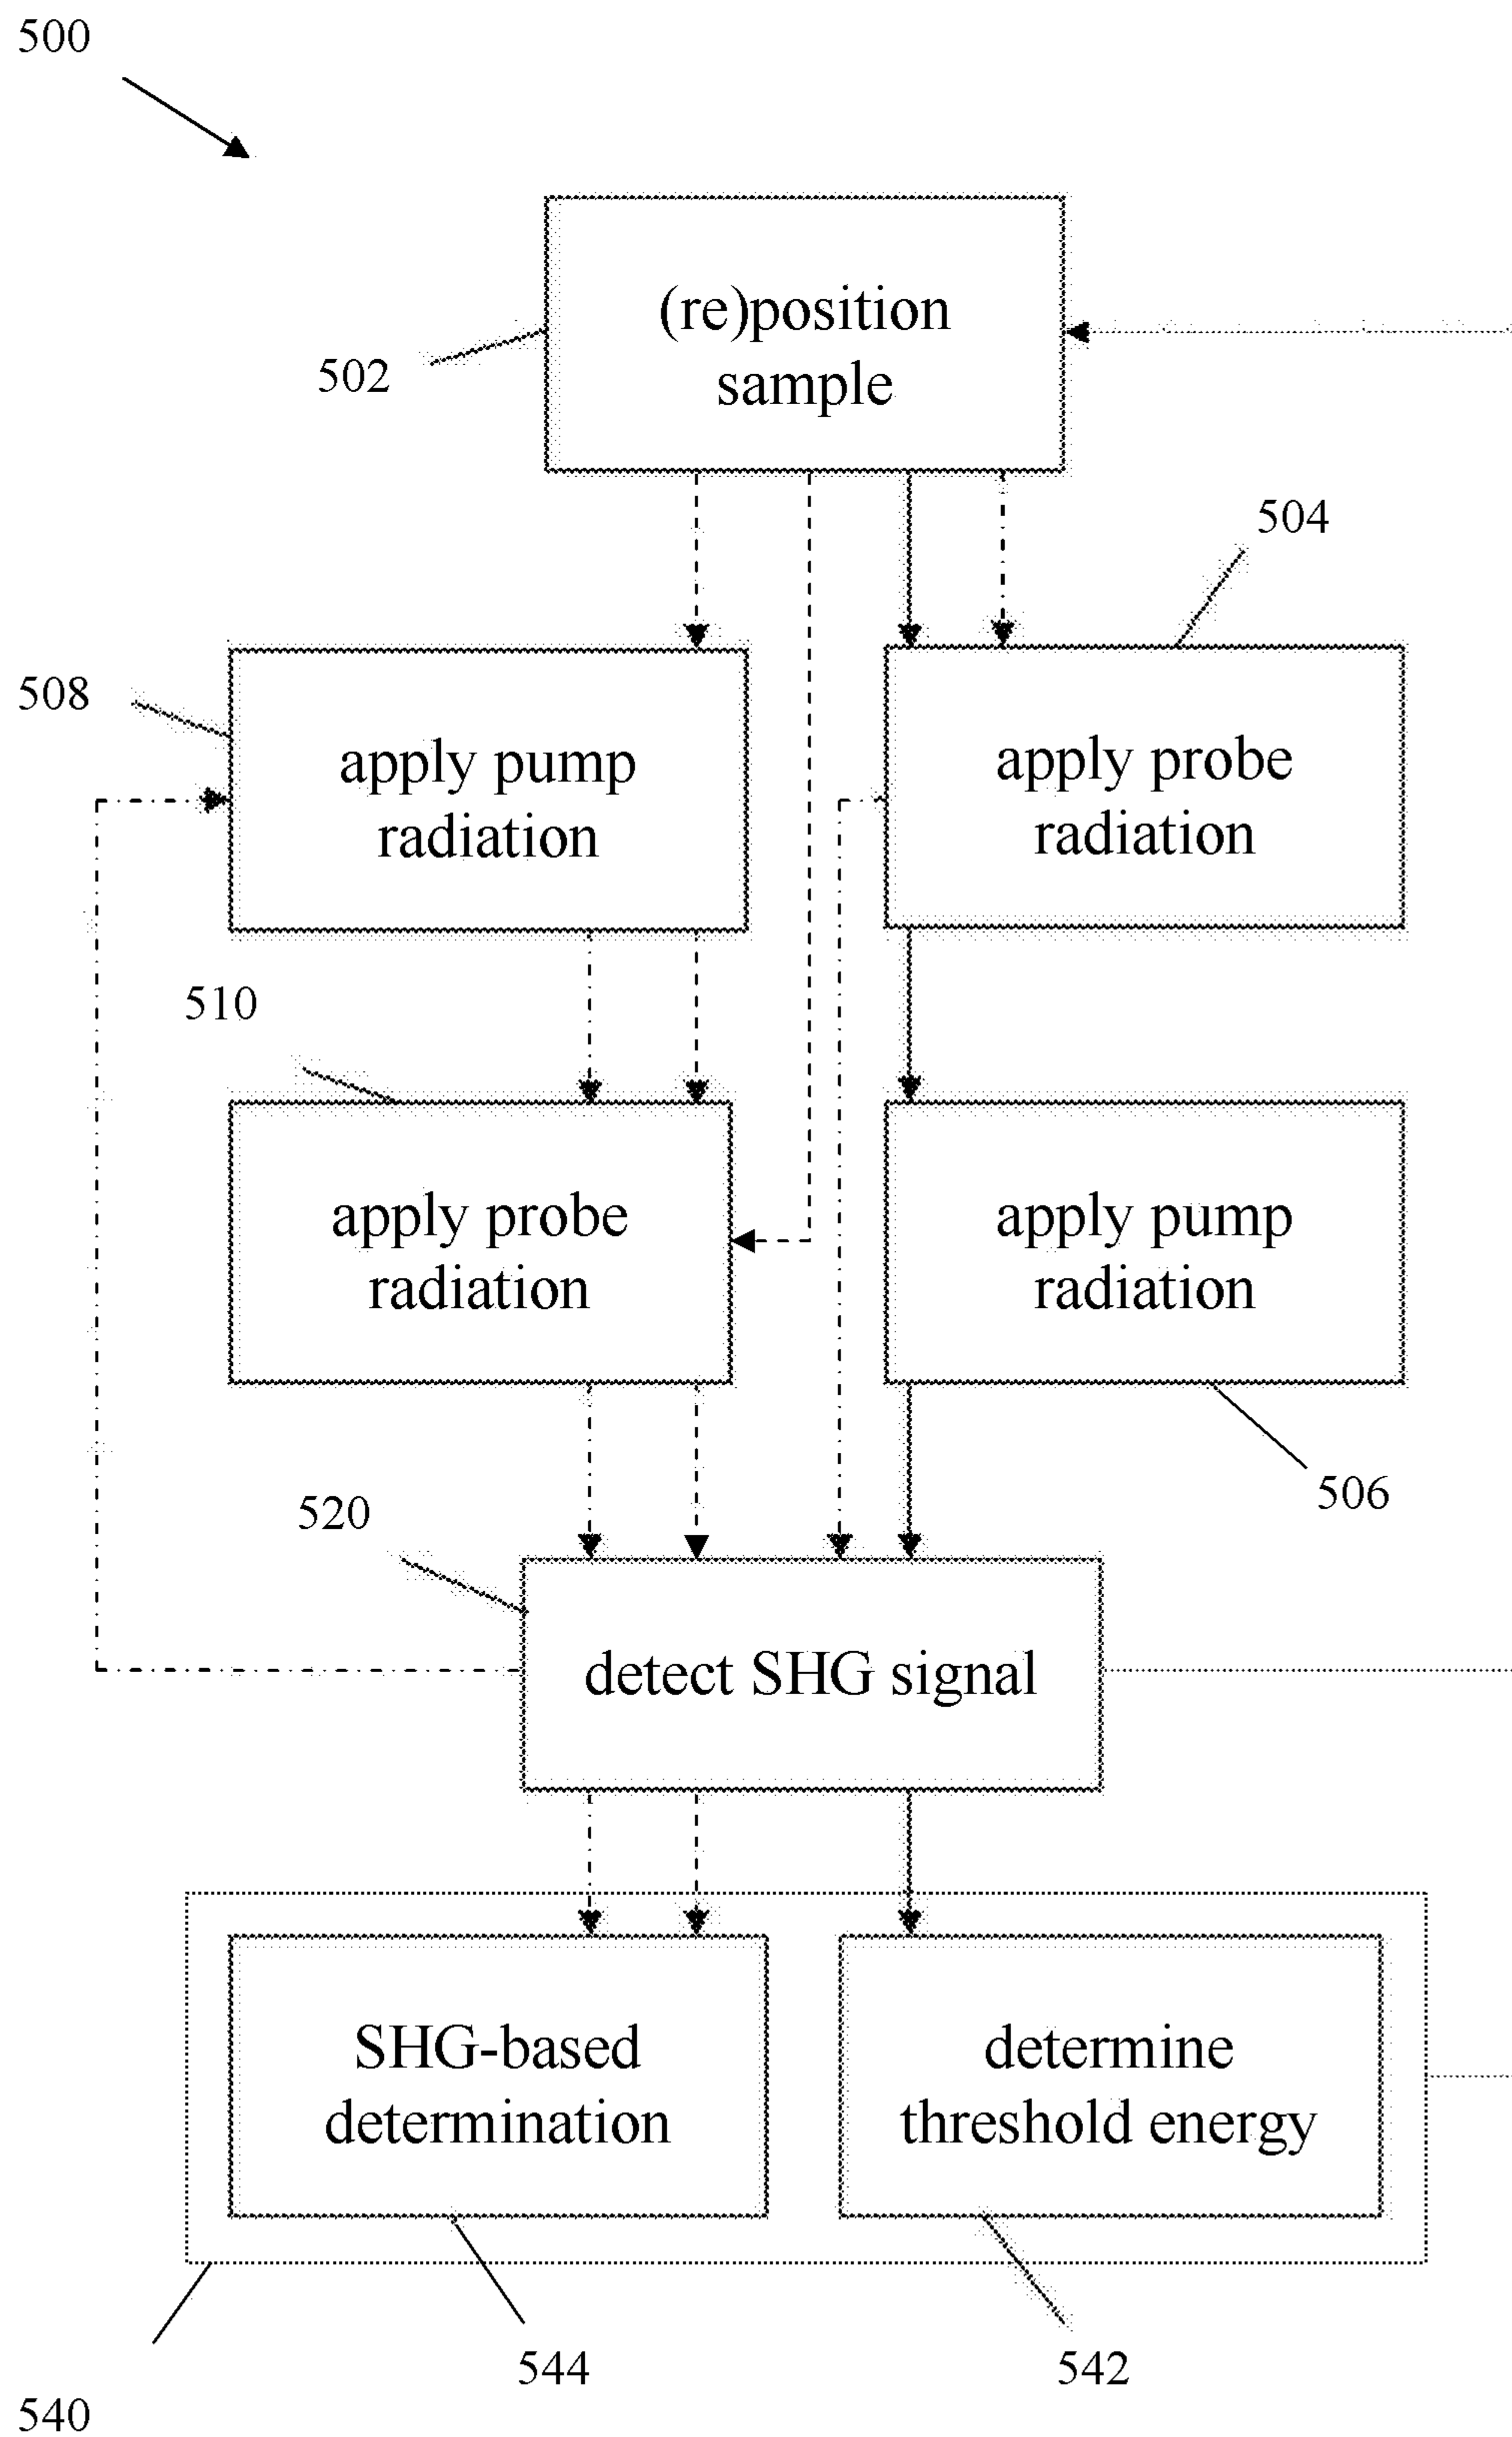 500
(re)position
sample
502
504
508
apply pump
radiation
apply probe
radiation
510
apply probe
radiation
apply pump
radiation
506
520
detect SHG signal
SHG-based
determination
determine
threshold energy
544
542
540